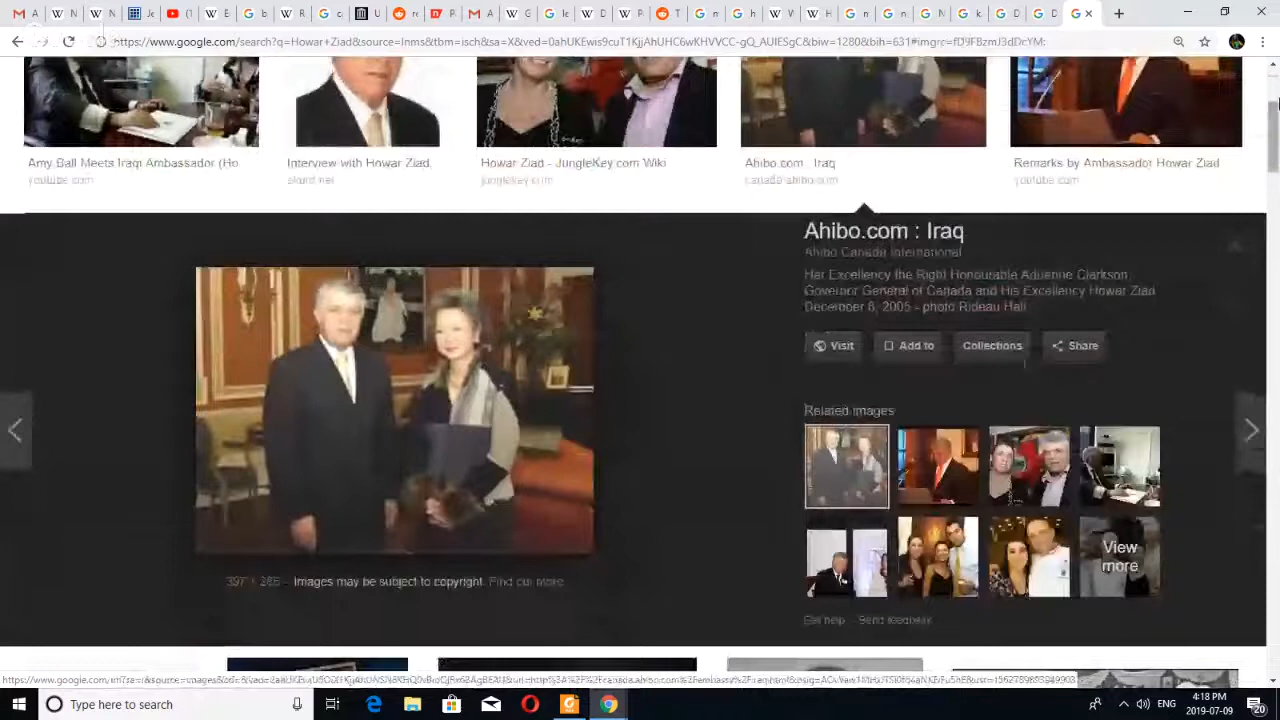 https://www.google.com/search?q=Howar+Ziad&source=lnms&tbm=isch&sa=X&ved=0ahUKEwis9cuT1KjjAhUHC6wKHVVCC-gQ_AUIESgC&biw=1280&bih=631#imgrc=fD9F8zmJ3dDcYM:
Amy Ball Meets Iraqi Ambassador (Ho
Interview with Howar Ziad,
Howar Ziad - JungleKey.com Wiki
Ahibo.com : Iraq
Remarks by Ambassador Howar Ziad
youtube.com
ekurd.net
junglekey.com
canada.ahibo.com
youtube.com
Ahibo.com : Iraq
Ahibo Canada International
Her Excellency the Right Honourable Adrienne Clarkson,
Governor General of Canada and His Excellency Howar Ziad
December 6, 2005 - photo Rideau Hall
Visit
Add to
Collections
Share
Related images
View
more
Images may be subject to copyright. Find out more
Get help - Send feedback
Type here to search
ENG
4:18 PM
2019-07-09
20